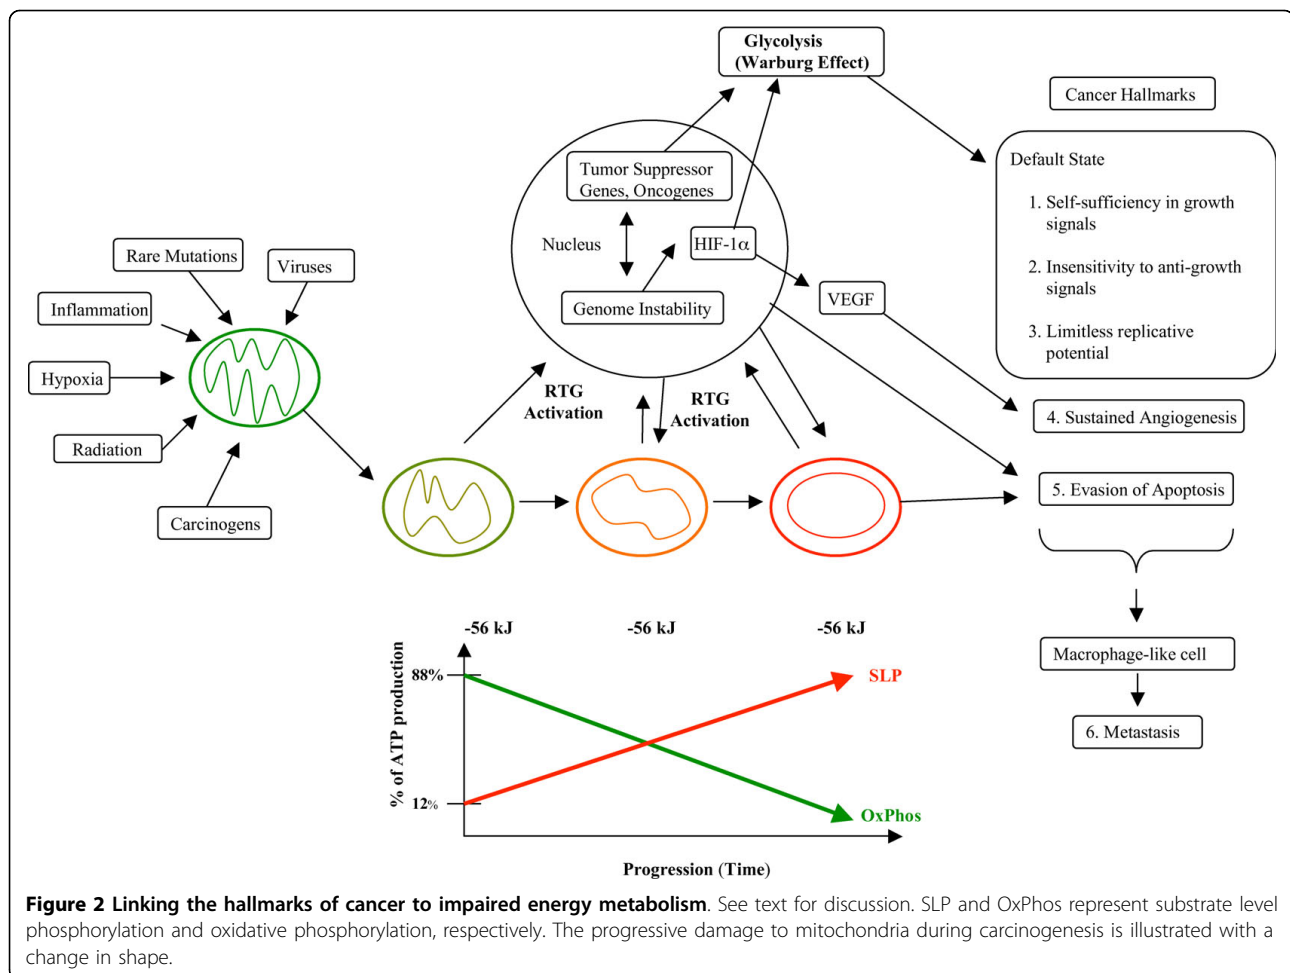 Glycolysis
(Warburg Effect)
Cancer Hallmarks
Default State
1. Self-sufficiency in growth
signals
2. Insensitivity to anti-growth
signals
3. Limitless replicative
potential
Tumor Suppressor
Genes, Oncogenes
Nucleus
HIF-1α
Genome Instability
VEGF
Rare Mutations
Viruses
Inflammation
Hypoxia
Radiation
Carcinogens
RTG
Activation
RTG
Activation
4. Sustained Angiogenesis
5. Evasion of Apoptosis
Macrophage-like cell
6. Metastasis
-56 kJ
-56 kJ
-56 kJ
% of ATP production
88%
12%
SLP
OxPhos
Progression (Time)
Figure 2 Linking the hallmarks of cancer to impaired energy metabolism. See text for discussion. SLP and OxPhos represent substrate level
phosphorylation and oxidative phosphorylation, respectively. The progressive damage to mitochondria during carcinogenesis is illustrated with a
change in shape.